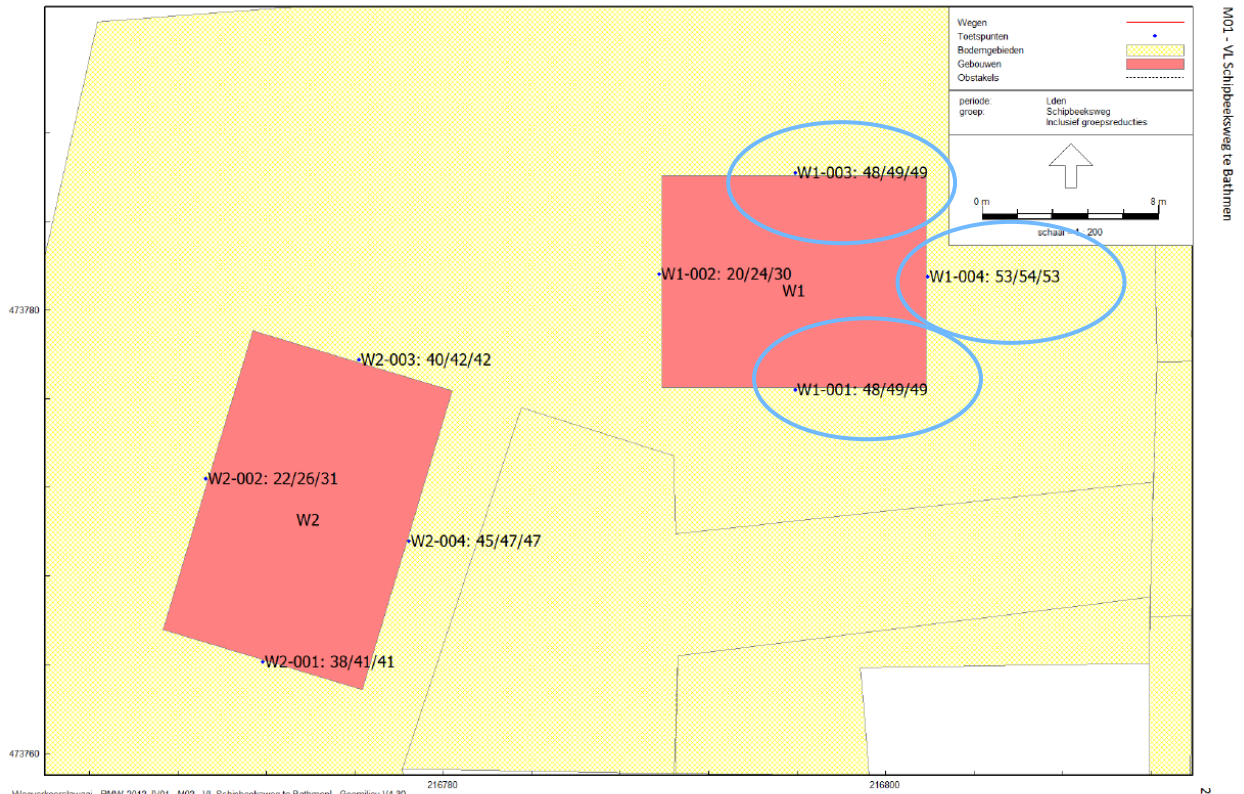 M01 - VL Schipbeeksweg te Bathmen
Wegen
Toetspunten
Bodemgebieden
Gebouwen
Obstakels
periode: Lden
groep: Schipbeeksweg
Inclusief groepsreducties
0 m 8 m
schaal = 1 : 200
W1-003: 48/49/49
W1-002: 20/24/30
W1-004: 53/54/53
W1
473780
W2-003: 40/42/42
W1-001: 48/49/49
W2-002: 22/26/31
W2
W2-004: 45/47/47
W2-001: 38/41/41
473760
216780
216800
2